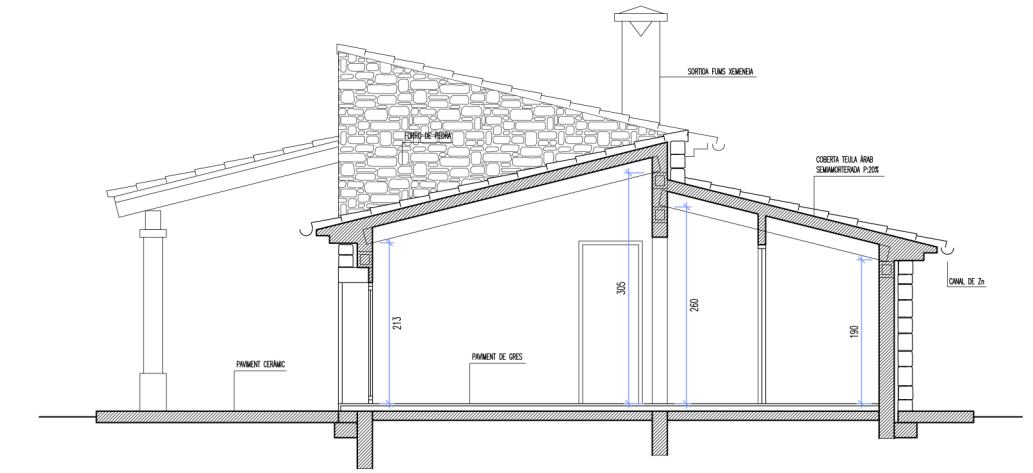 SORTIDA FUMS XEMENEIA
FORRO DE PEDRA
COBERTA TEULA ÀRAB
SEMIAMORTERADA P:20%
CANAL DE Zn
213
305
260
190
PAVIMENT CERÀMIC
PAVIMENT DE GRES